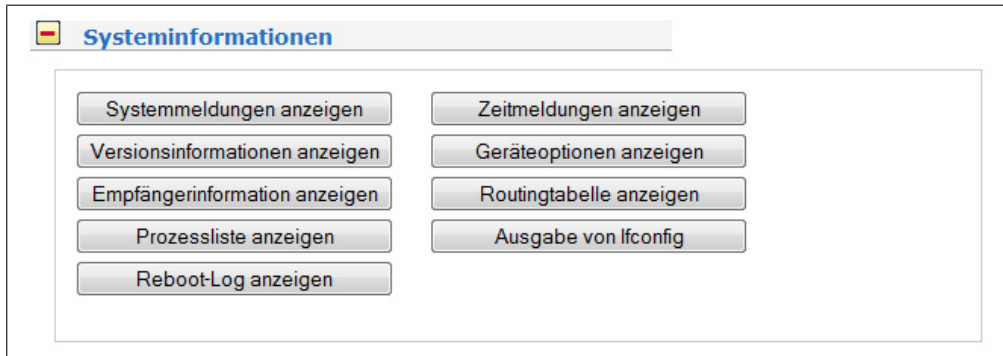 Systeminformationen
Systemmeldungen anzeigen
Zeitmeldungen anzeigen
Versionsinformationen anzeigen
Geräteoptionen anzeigen
Empfängerinformation anzeigen
Routingtabelle anzeigen
Prozessliste anzeigen
Ausgabe von Ifconfig
Reboot-Log anzeigen